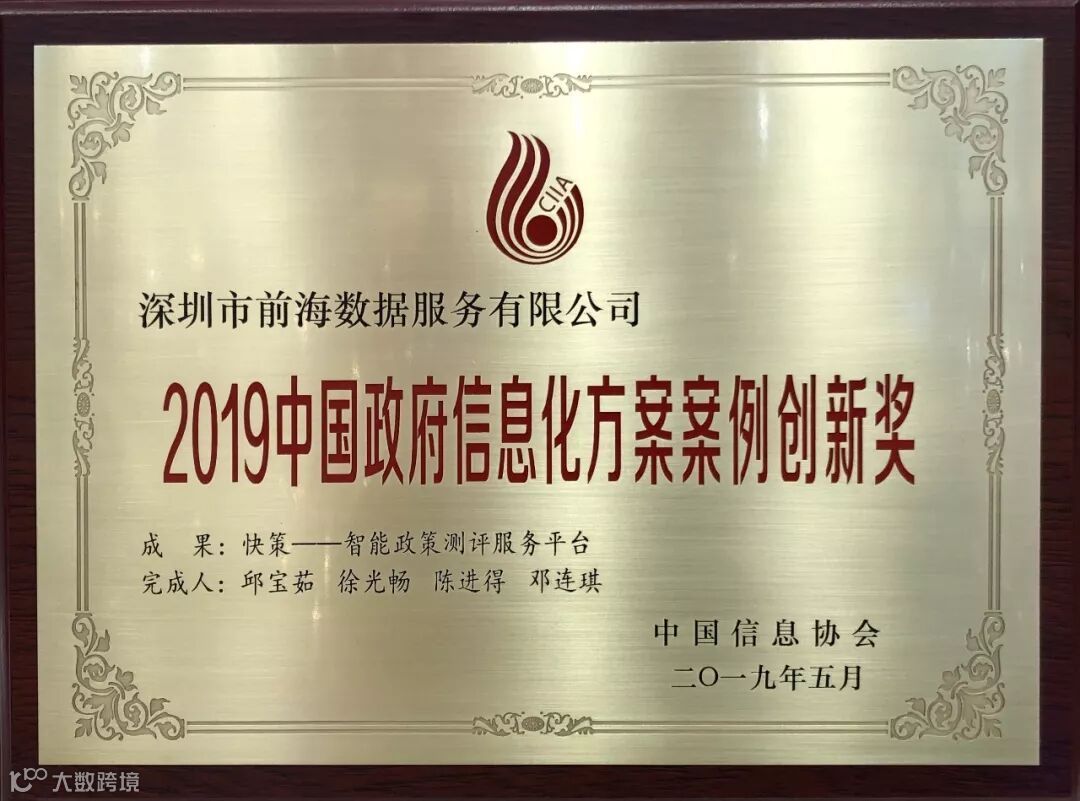 CIIA
深圳市前海数据服务有限公司
2019中国政府信息化方案案例创新奖
成 果：快策——智能政策测评服务平台
完成人：邱宝茹 徐光畅 陈进得 邓连琪
中国信息协会
二〇一九年五月
大数跨境